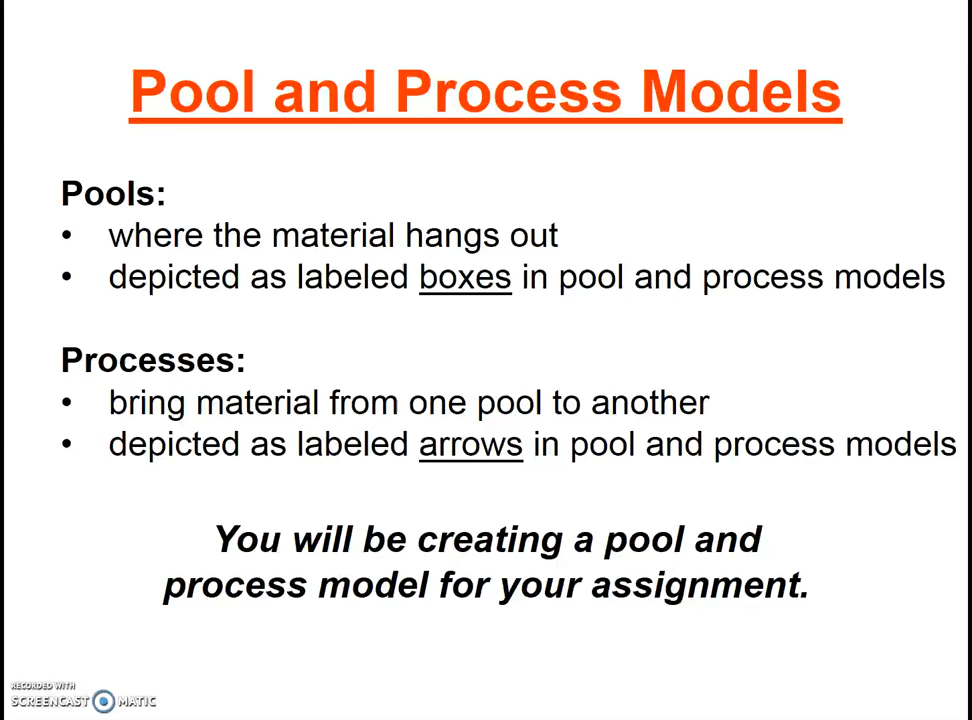 Pool and Process Models
Pools:
• where the material hangs out
• depicted as labeled boxes in pool and process models
Processes:
• bring material from one pool to another
• depicted as labeled arrows in pool and process models
You will be creating a pool and
process model for your assignment.
RECORDED WITH
SCREENCAST MATIC